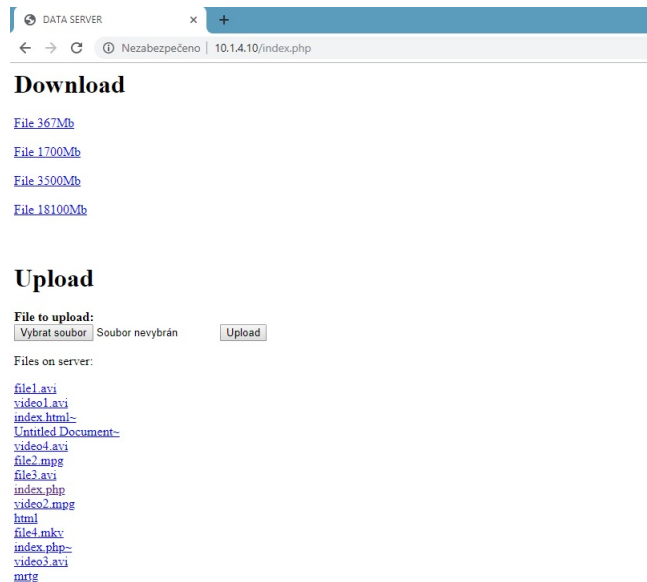 DATA SERVER
Nezabezpečeno | 10.1.4.10/index.php
Download
File 367Mb
File 1700Mb
File 3500Mb
File 18100Mb
Upload
File to upload:
Vybrat soubor Soubor nevybrán Upload
Files on server:
file1.avi
video1.avi
index.html~
Untitled Document~
video4.avi
file2.mpg
file3.avi
index.php
video2.mpg
html
file4.mkv
index.php~
video3.avi
mrtg